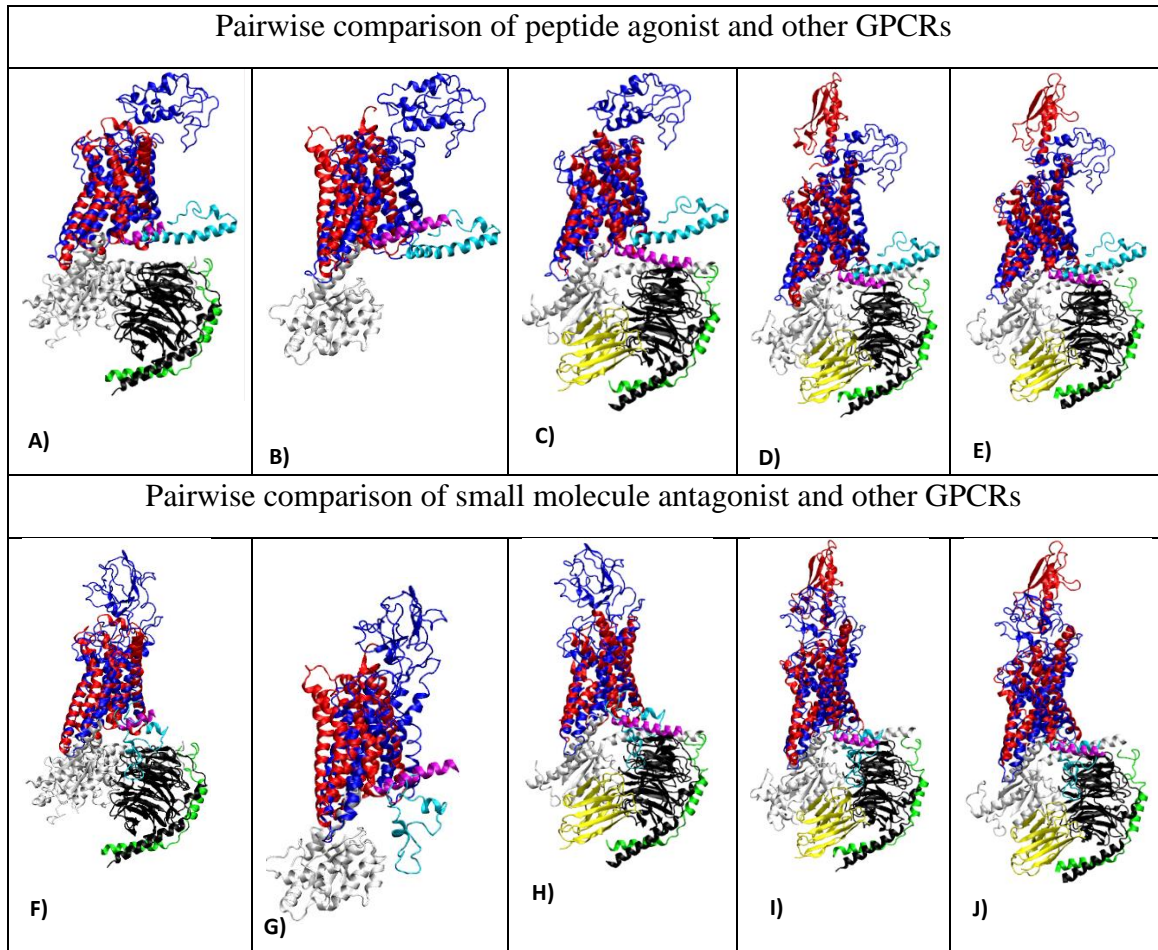 Pairwise comparison of peptide agonist and other GPCRs
A)
B)
C)
D)
E)
Pairwise comparison of small molecule antagonist and other GPCRs
F)
G)
H)
I)
J)